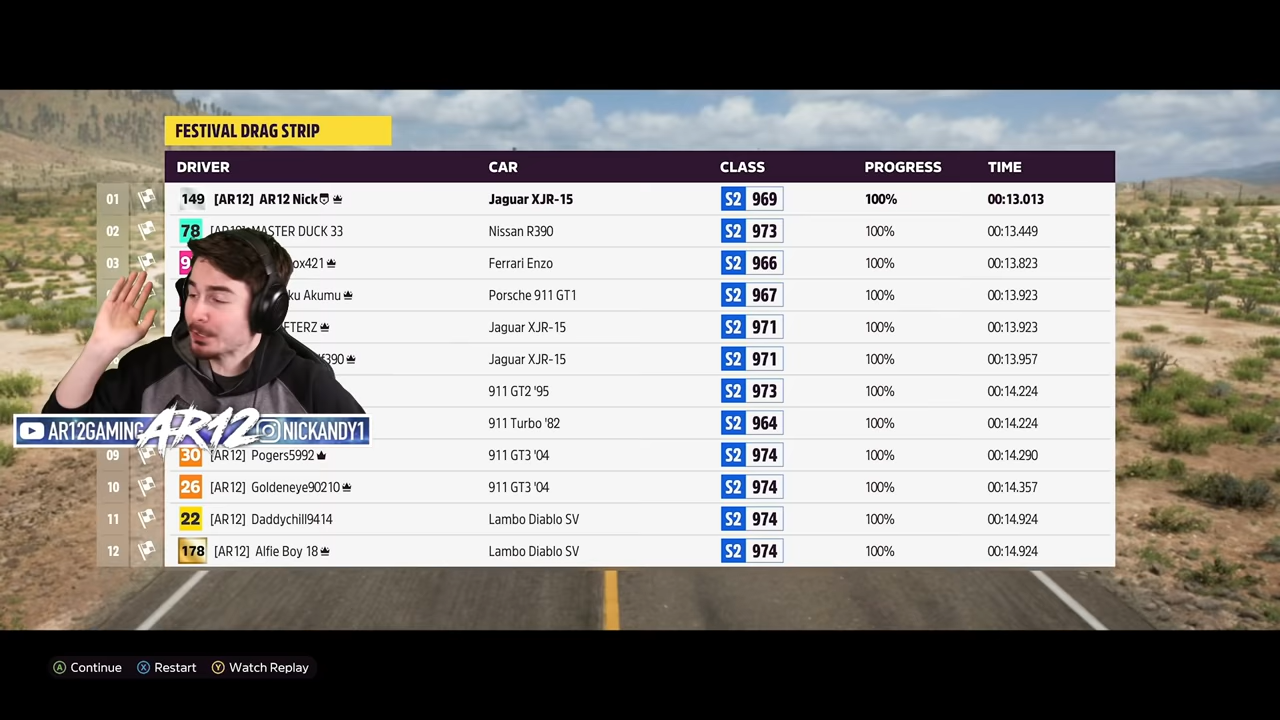 FESTIVAL DRAG STRIP
DRIVER CAR CLASS PROGRESS TIME
01 149 [AR12] AR12 Nick Jaguar XJR-15 S2 969 100% 00:13.013
02 78 MASTER DUCK 33 Nissan R390 S2 973 100% 00:13.449
03 Ferrari Enzo S2 966 100% 00:13.823
Akumu Porsche 911 GT1 S2 967 100% 00:13.923
Jaguar XJR-15 S2 971 100% 00:13.923
Jaguar XJR-15 S2 971 100% 00:13.957
911 GT2 '95 S2 973 100% 00:14.224
911 Turbo '82 S2 964 100% 00:14.224
AR12GAMING AR12 NICKANDY1
09 30 [AR12] Pogers5992 911 GT3 '04 S2 974 100% 00:14.290
10 26 [AR12] Goldeneye90210 911 GT3 '04 S2 974 100% 00:14.357
11 22 [AR12] Daddychill9414 Lambo Diablo SV S2 974 100% 00:14.924
12 178 [AR12] Alfie Boy 18 Lambo Diablo SV S2 974 100% 00:14.924
A Continue X Restart Y Watch Replay